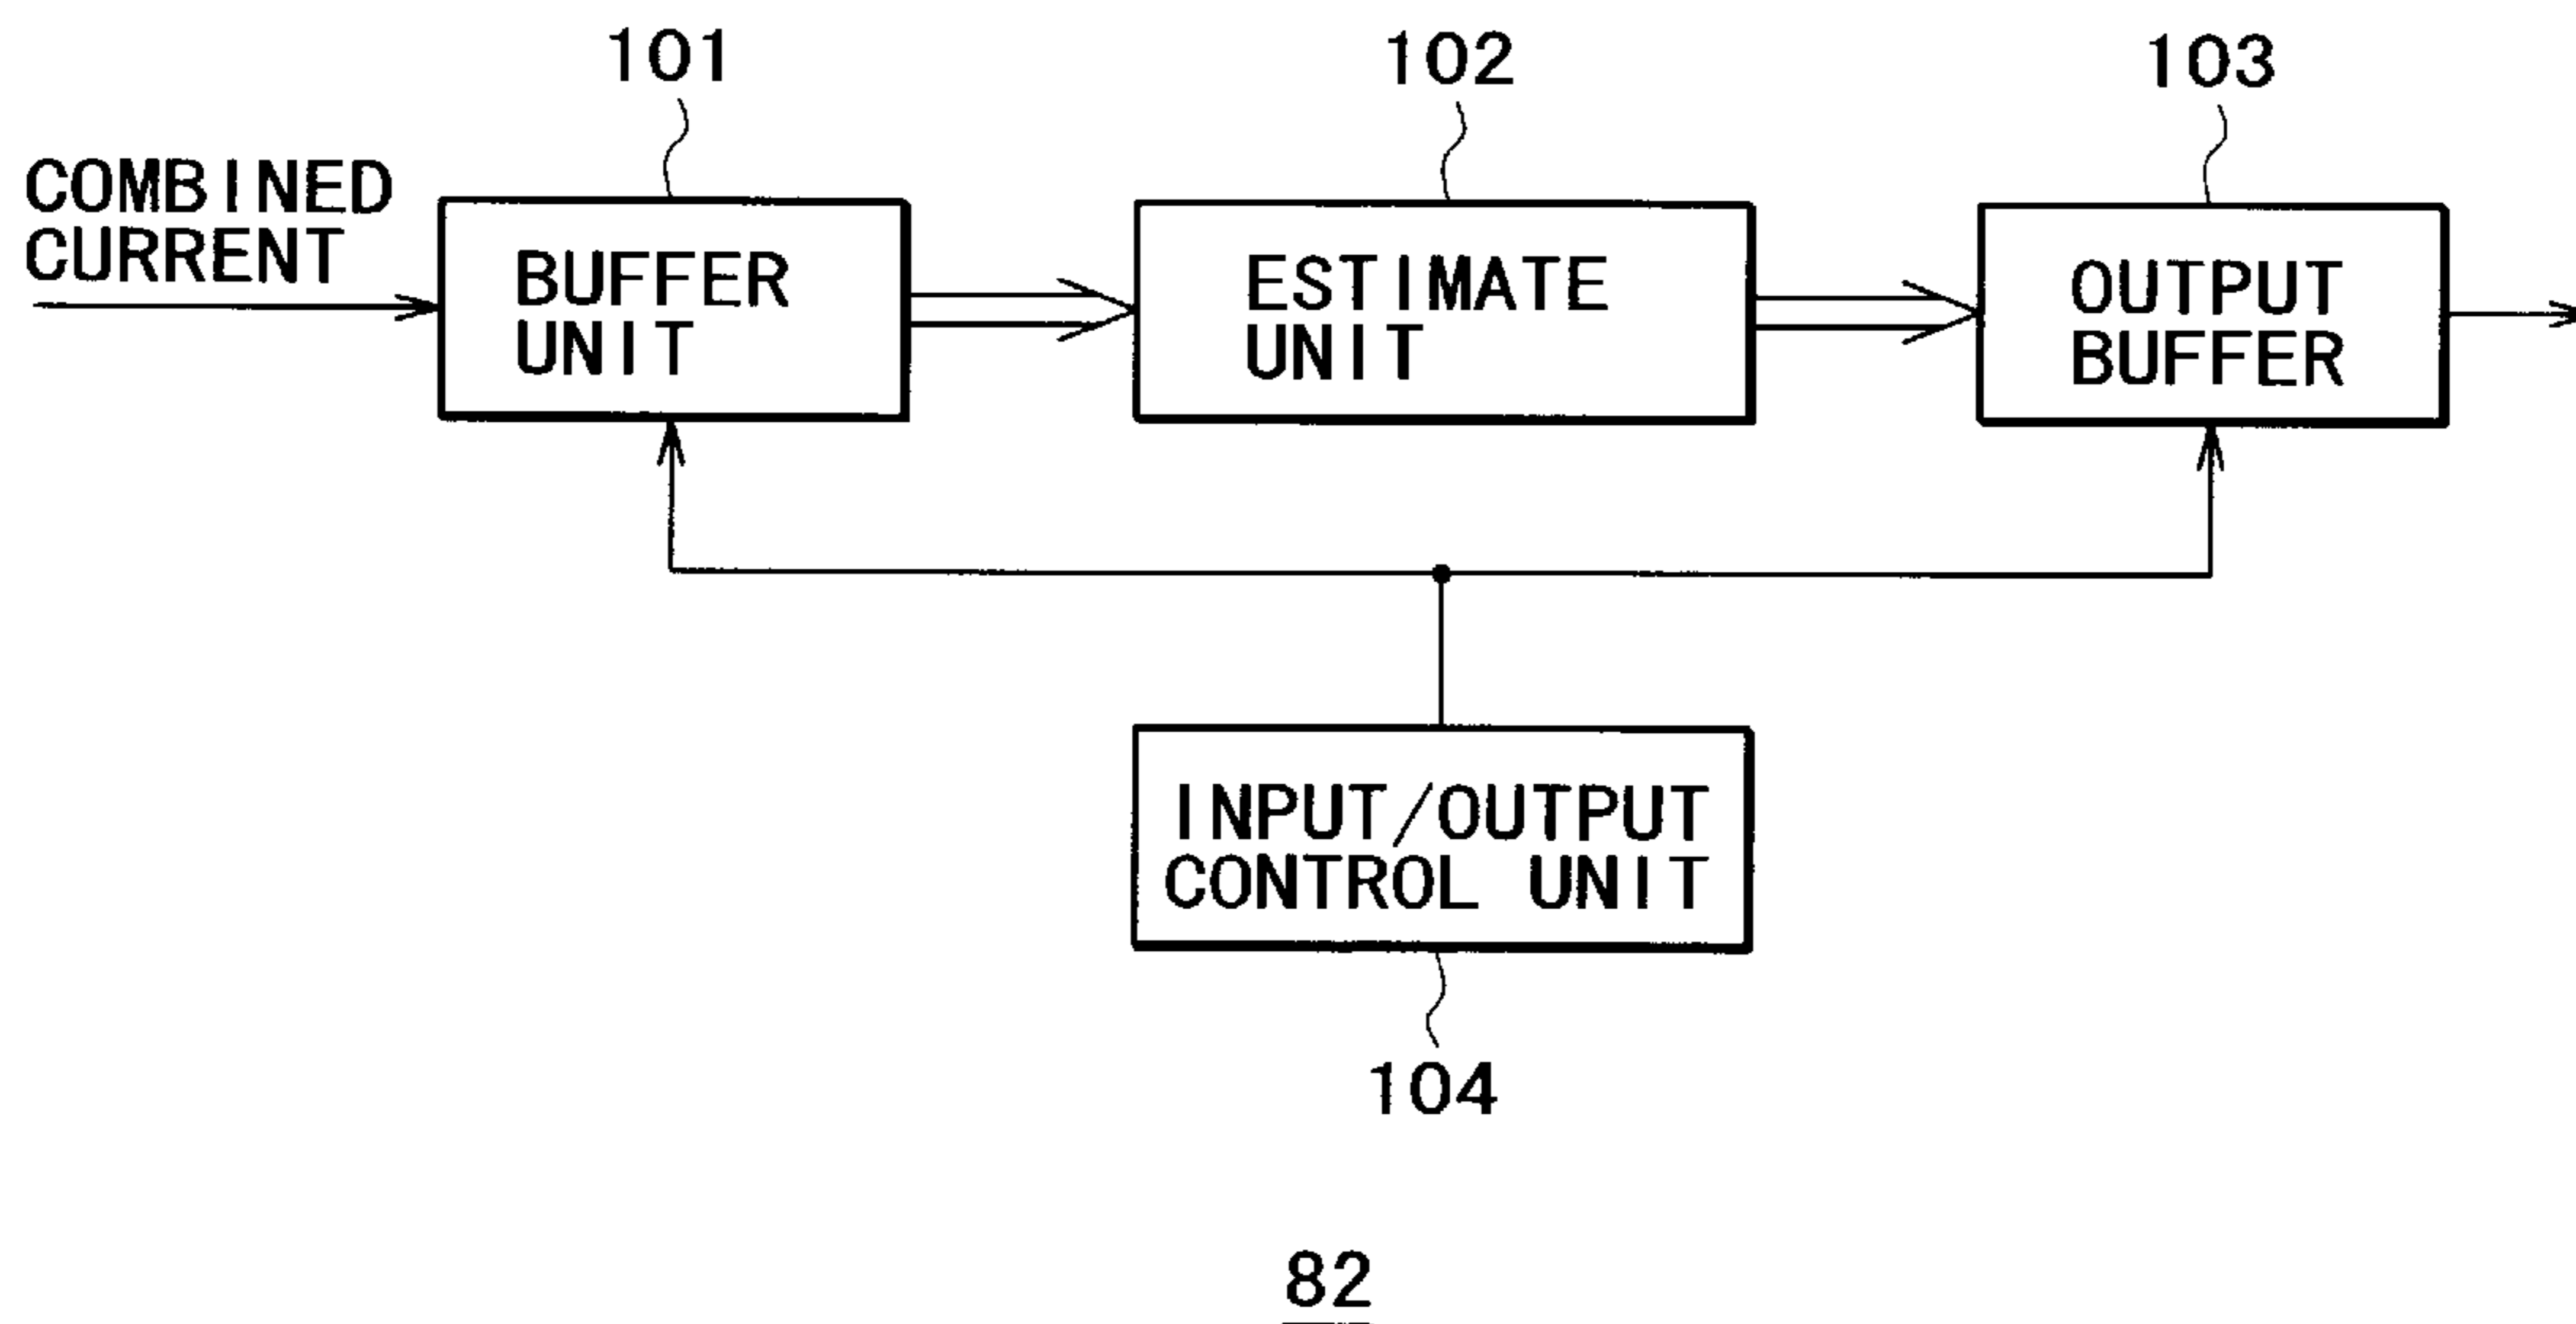 101
102
103
COMBINED
CURRENT
BUFFER
UNIT
ESTIMATE
UNIT
OUTPUT
BUFFER
INPUT/OUTPUT
CONTROL UNIT
104
82